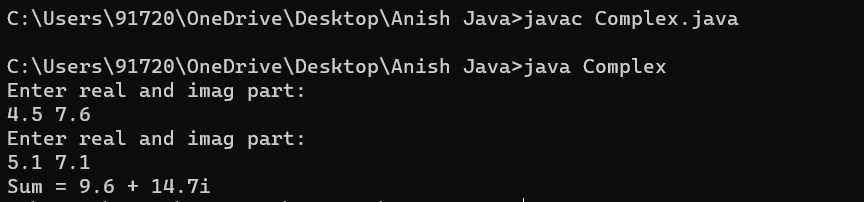 C:\Users\91720\OneDrive\Desktop\Anish Java>javac Complex.java
C:\Users\91720\OneDrive\Desktop\Anish Java>java Complex
Enter real and imag part:
4.5 7.6
Enter real and imag part:
5.1 7.1
Sum = 9.6 + 14.7i